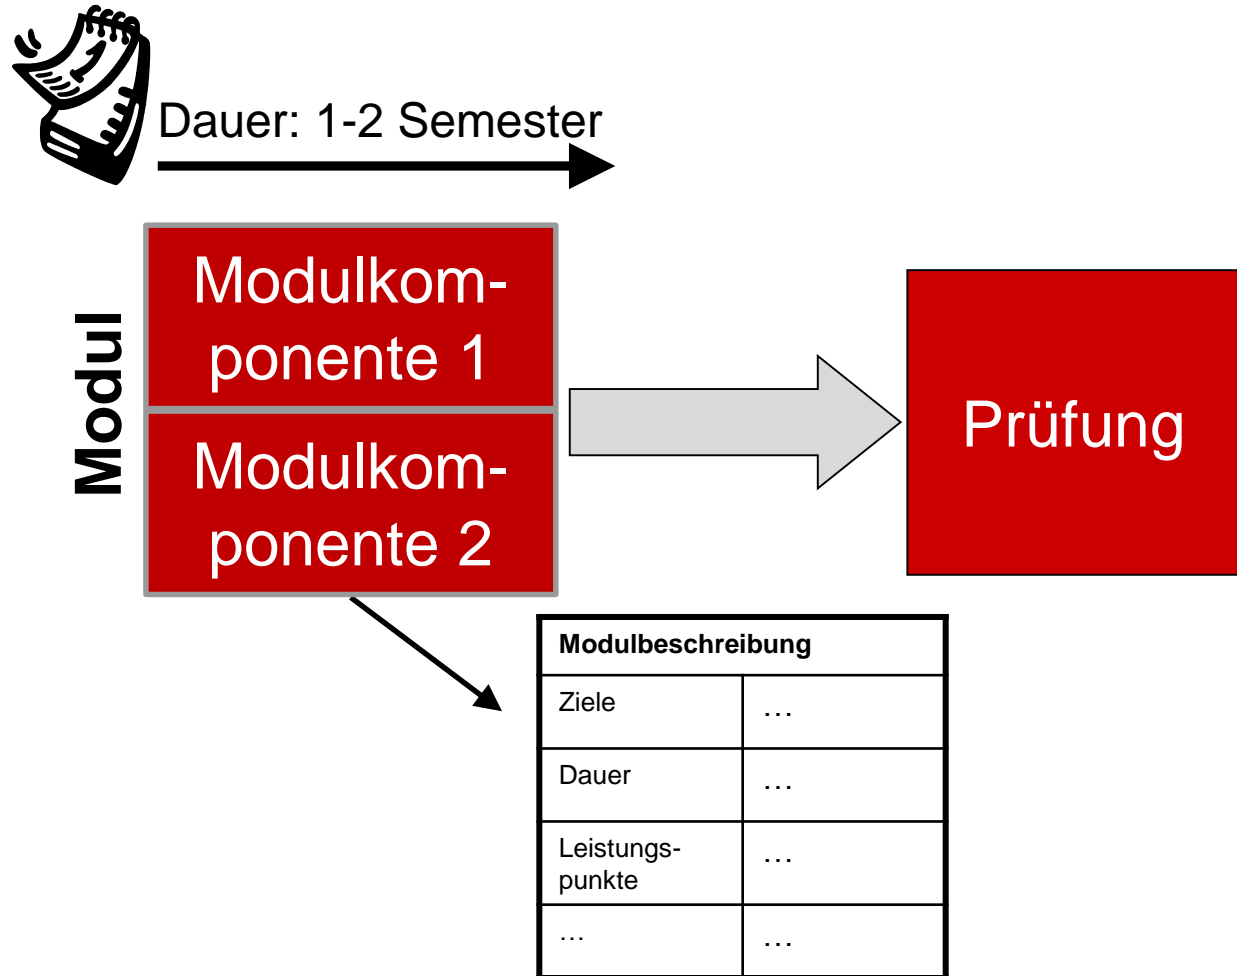 Dauer: 1-2 Semester
Modul
Modulkom-
ponente 1
Modulkom-
ponente 2
Prüfung
Modulbeschreibung
Ziele …
Dauer …
Leistungs- …
punkte
… …